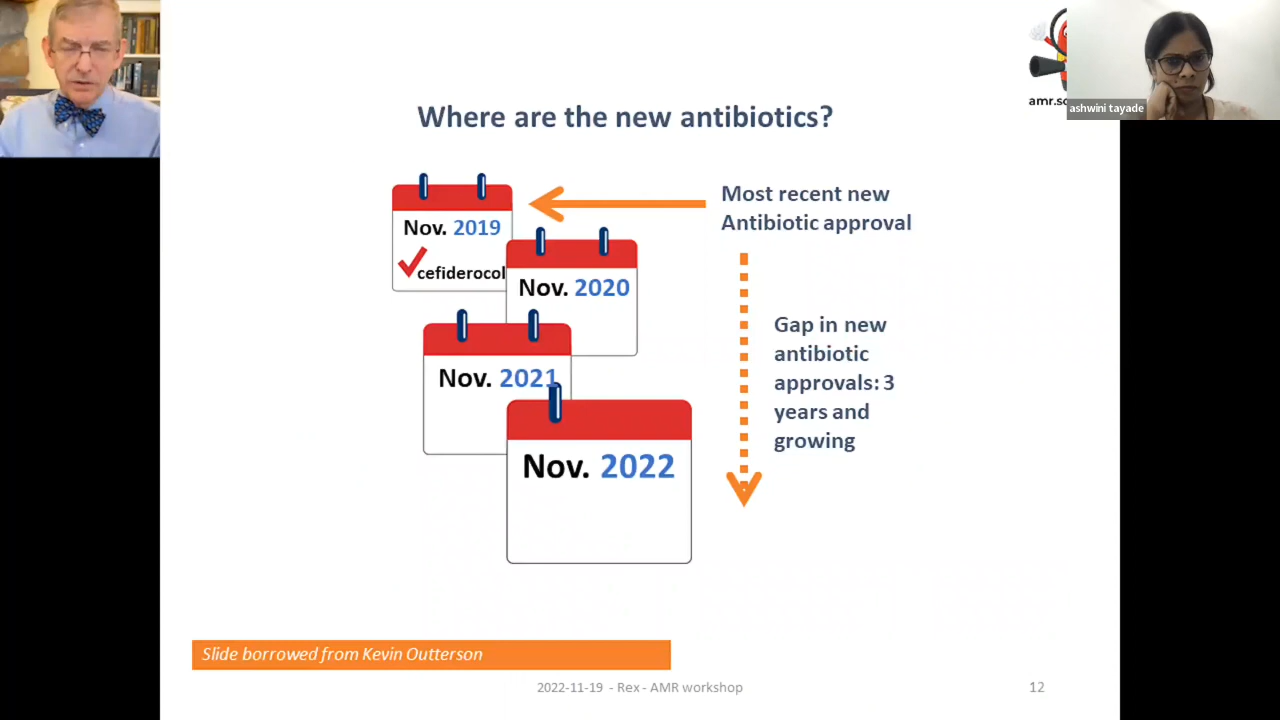 Where are the new antibiotics?
amr.so
ashwini tayade
Nov. 2019
cefiderocol
Nov. 2020
Nov. 2021
Nov. 2022
Most recent new
Antibiotic approval
Gap in new
antibiotic
approvals: 3
years and
growing
Slide borrowed from Kevin Outterson
2022-11-19 - Rex - AMR workshop
12